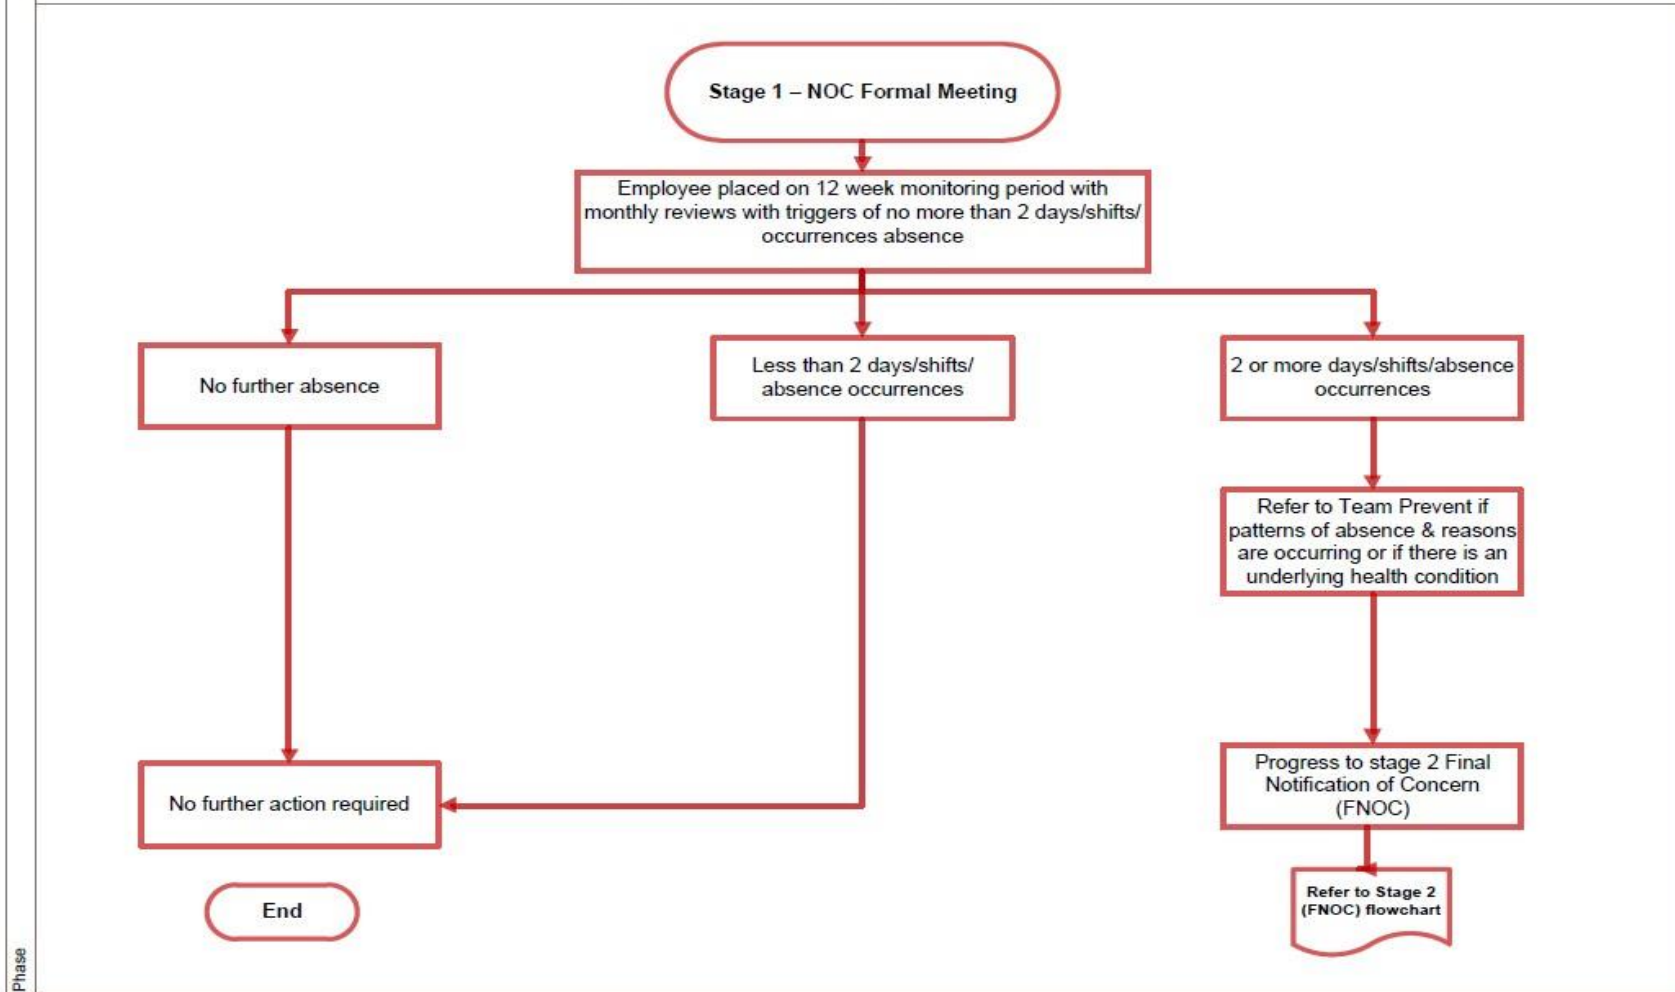 Stage 1 – NOC Formal Meeting
Employee placed on 12 week monitoring period with
monthly reviews with triggers of no more than 2 days/shifts/
occurrences absence
No further absence
Less than 2 days/shifts/
absence occurrences
2 or more days/shifts/absence
occurrences
Refer to Team Prevent if
patterns of absence & reasons
are occurring or if there is an
underlying health condition
No further action required
Progress to stage 2 Final
Notification of Concern
(FNOC)
End
Refer to Stage 2
(FNOC) flowchart
Phase